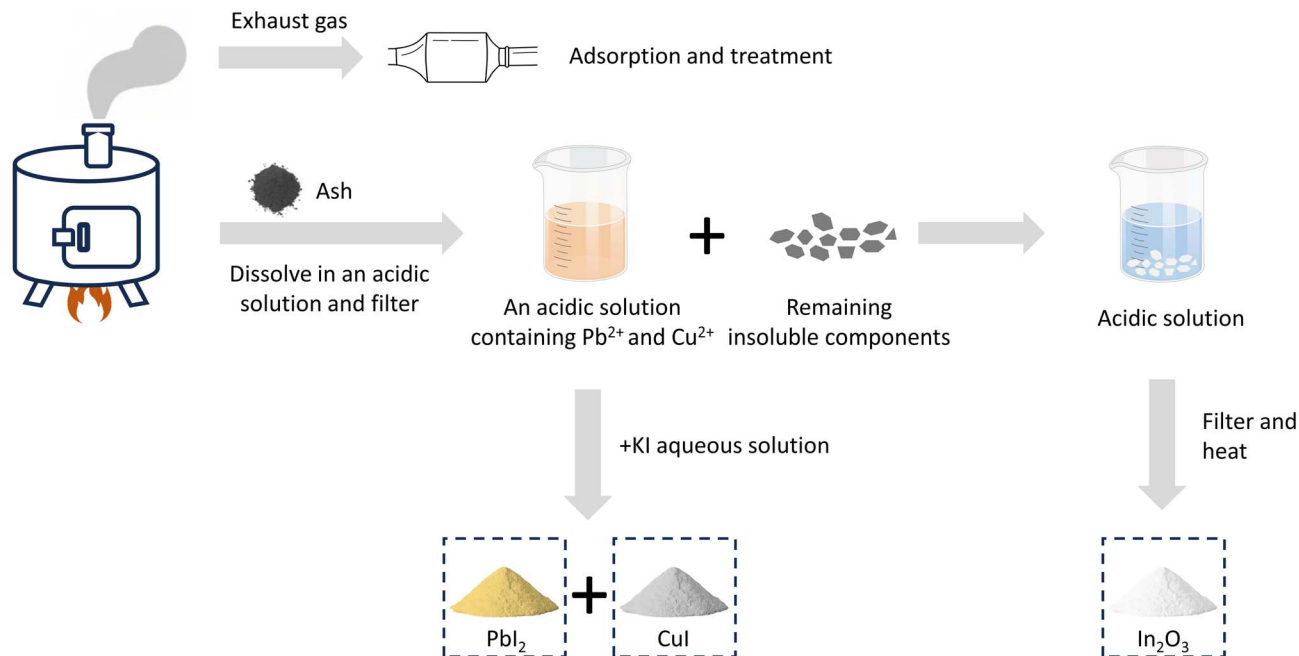 Exhaust gas
Adsorption and treatment
Ash
Dissolve in an acidic
solution and filter
An acidic solution
containing Pb²⁺ and Cu²⁺
Remaining
insoluble components
Acidic solution
+KI aqueous solution
Filter and
heat
PbI₂
CuI
In₂O₃